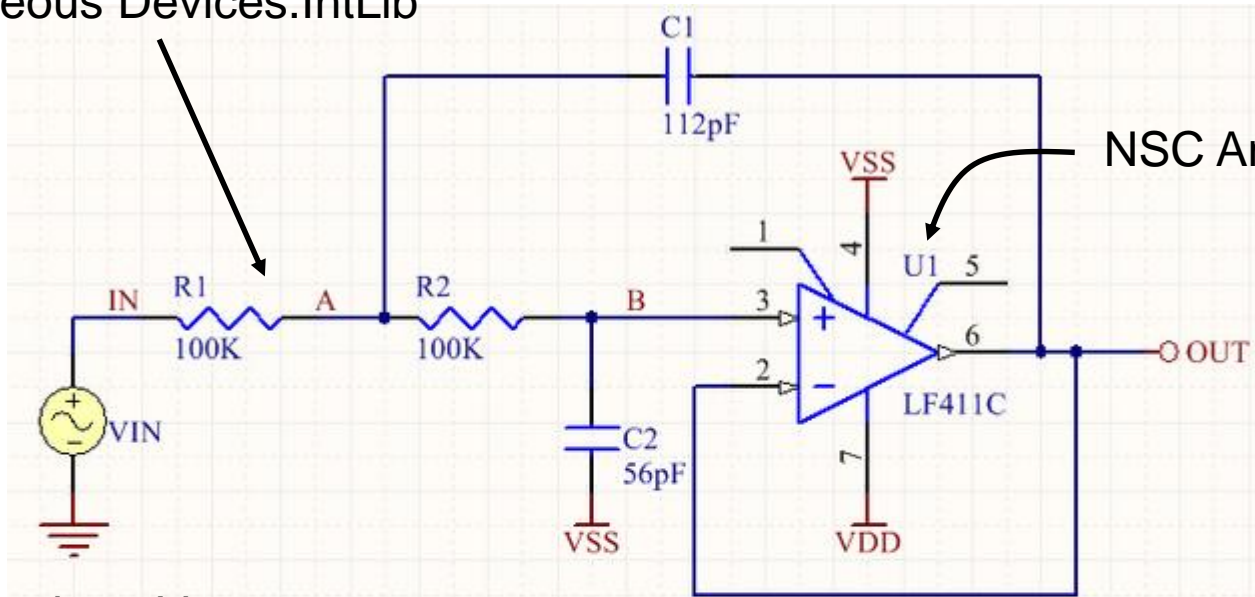 eous Devices.IntLib
C1
112pF
NSC Ar
VSS
1
4
U1
5
IN
R1
A
R2
B
3
+
100K
100K
6
OUT
2
−
LF411C
+
−
VIN
C2
56pF
7
VSS
VDD